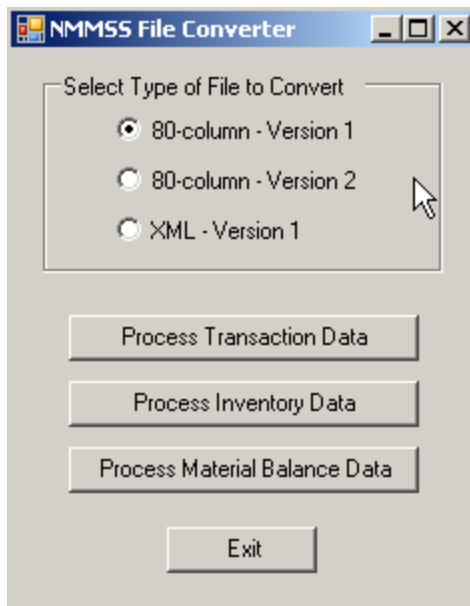 NMMSS File Converter
Select Type of File to Convert
80-column - Version 1
80-column - Version 2
XML - Version 1
Process Transaction Data
Process Inventory Data
Process Material Balance Data
Exit